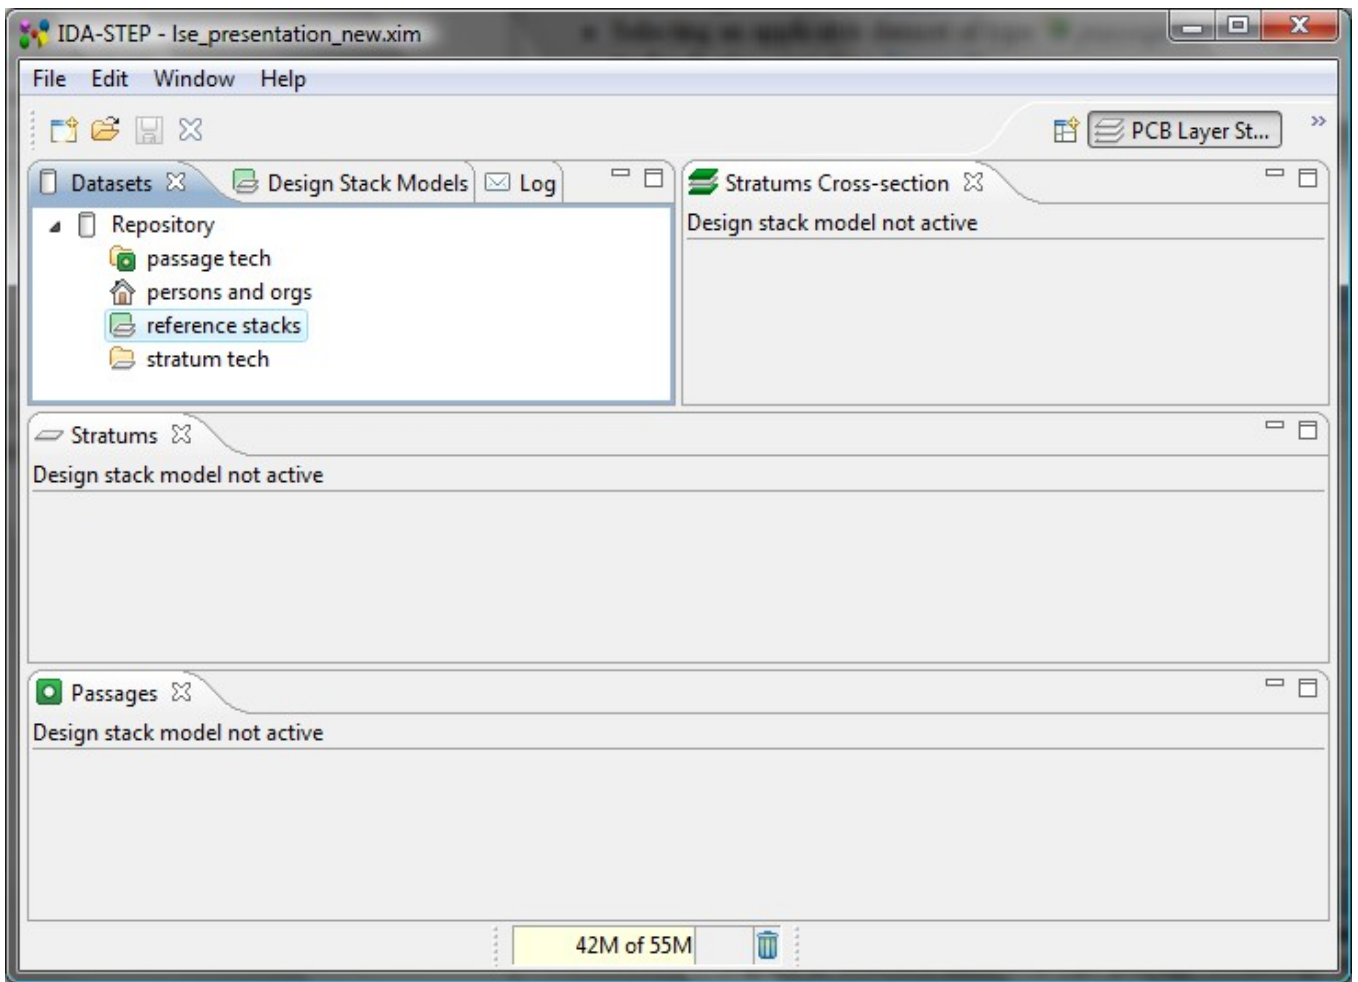 IDA-STEP - lse_presentation_new.xim
File Edit Window Help
PCB Layer St...
Datasets Design Stack Models Log
Stratums Cross-section
Repository
passage tech
persons and orgs
reference stacks
stratum tech
Design stack model not active
Stratums
Design stack model not active
Passages
Design stack model not active
42M of 55M